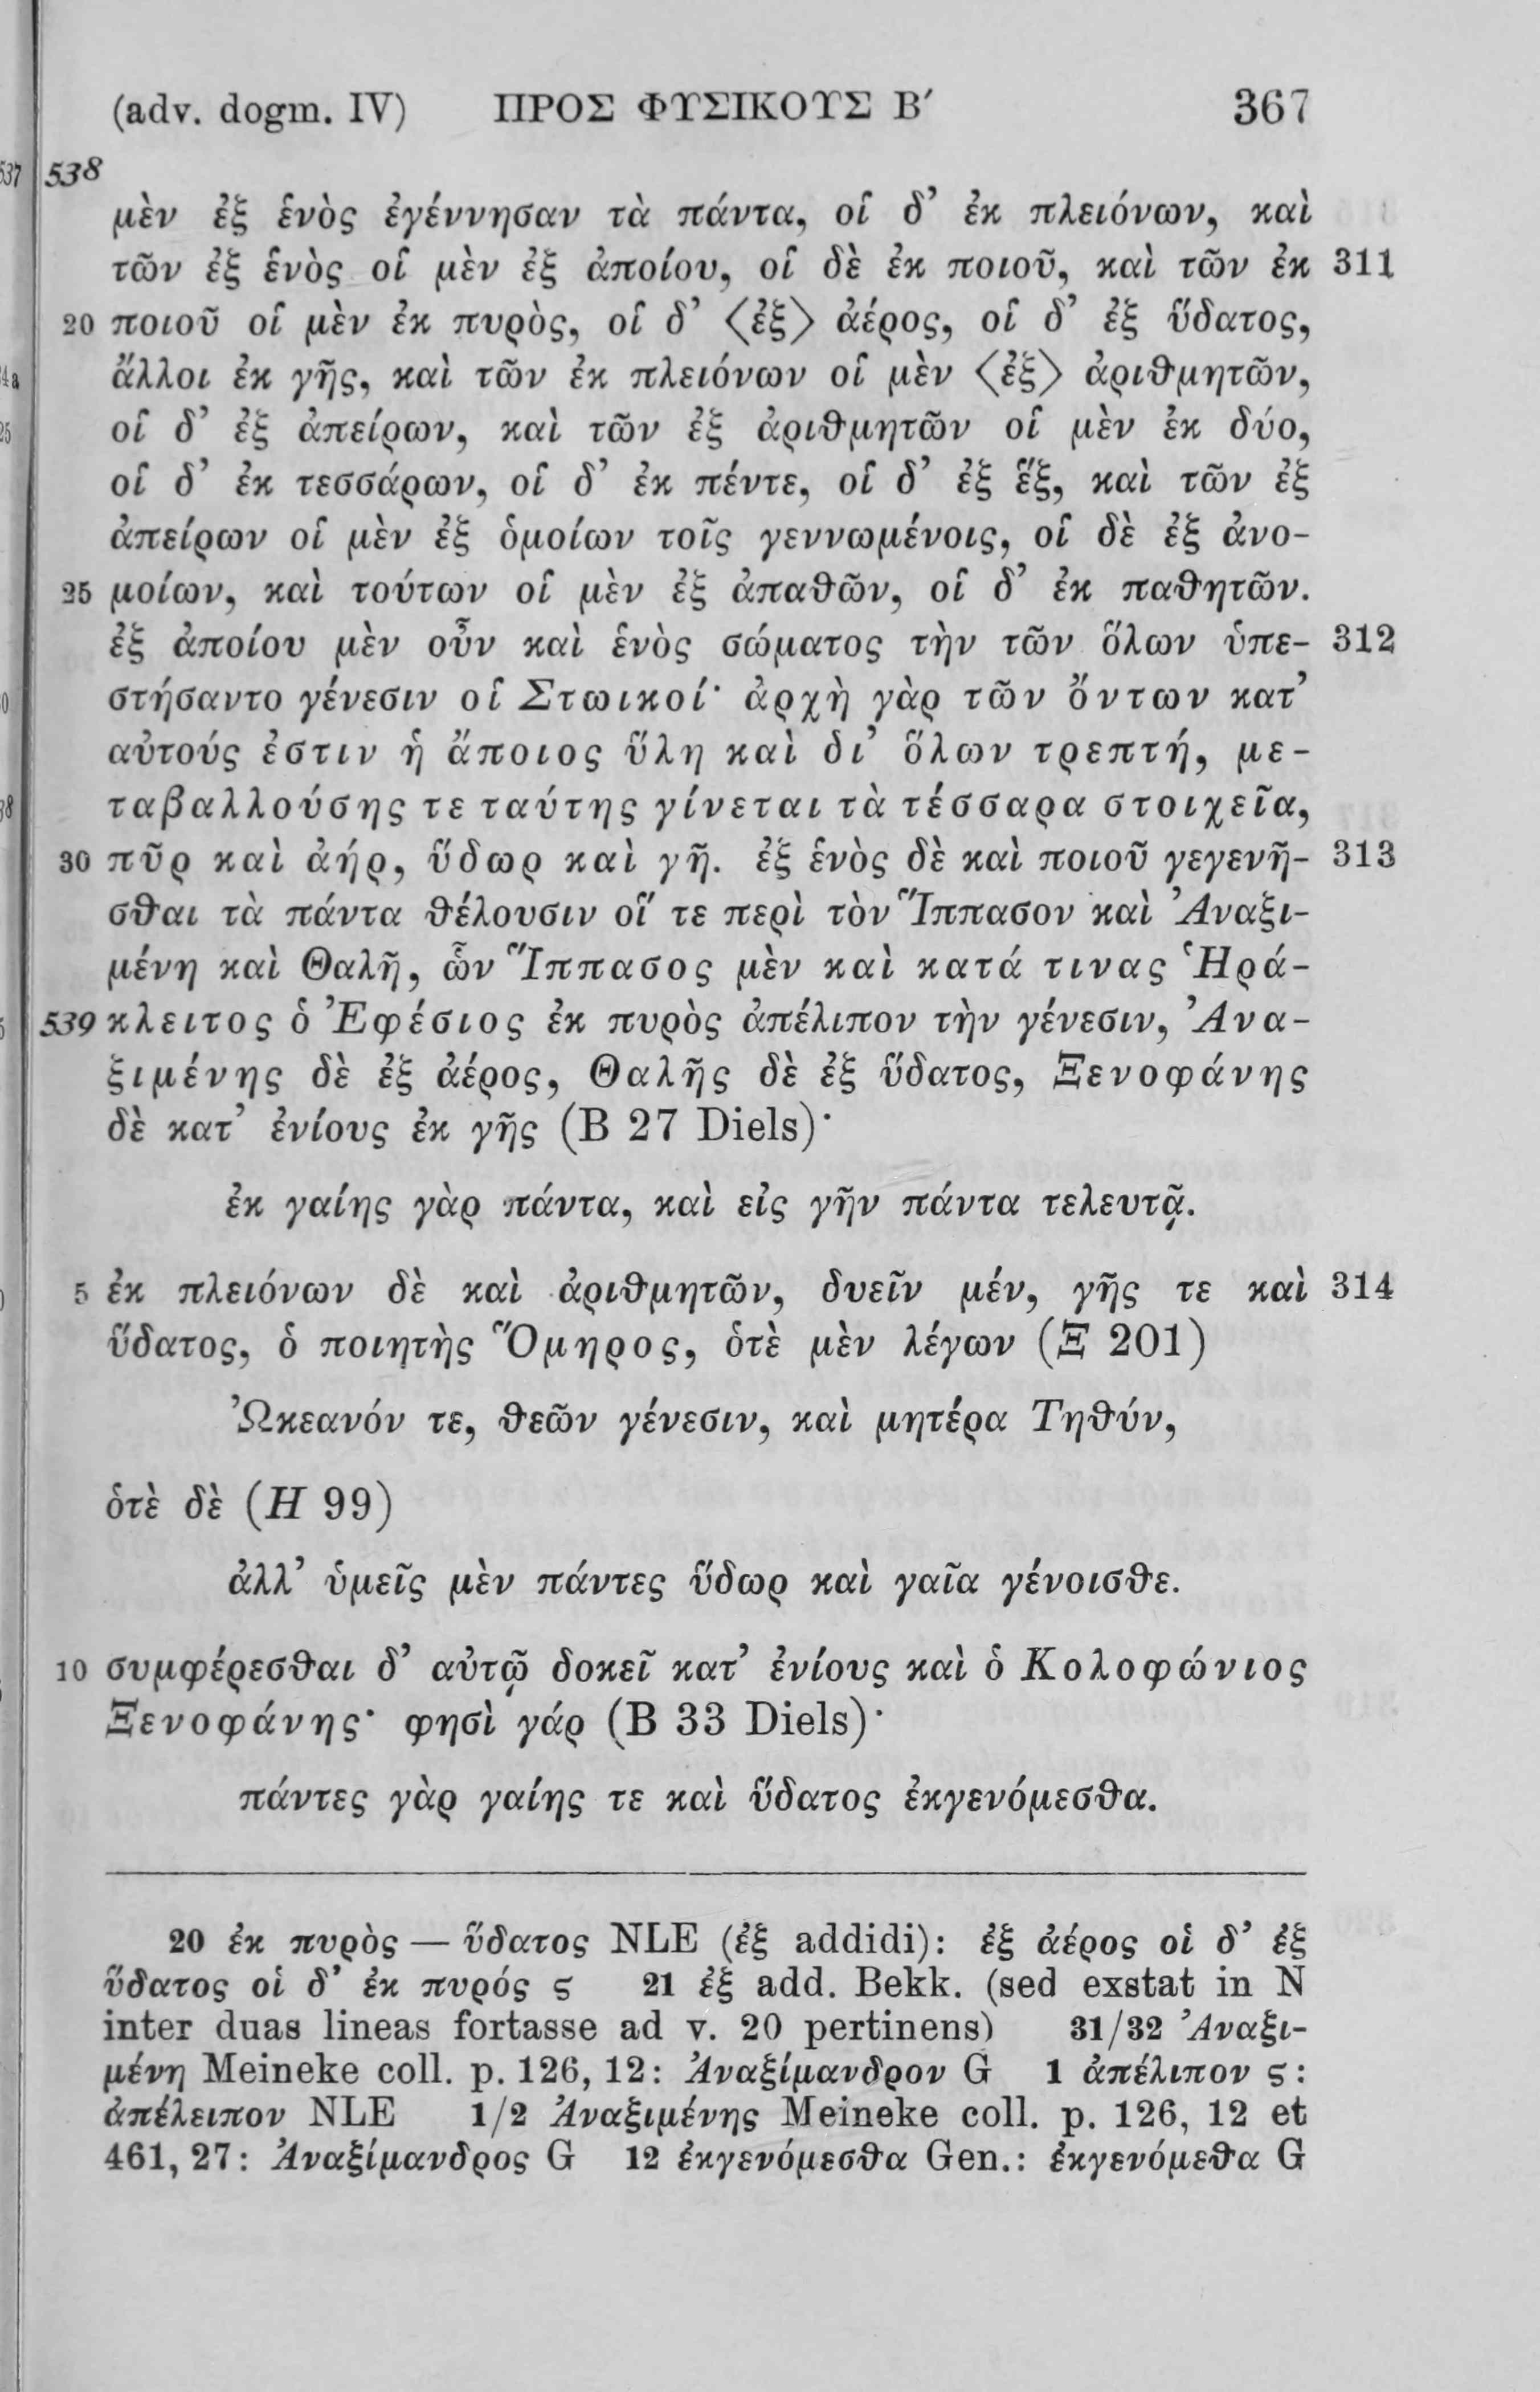 (adv. dogm. IV) ΠΡΟΣ ΦΥΣΙΚΟΥΣ Β′ 367
538
μὲν ἐξ ἑνὸς ἐγέννησαν τὰ πάντα, οἱ δ’ ἐκ πλειόνων, καὶ
τῶν ἐξ ἑνὸς οἱ μὲν ἐξ ἀποίου, οἱ δὲ ἐκ ποιοῦ, καὶ τῶν ἐκ 311
20 ποιοῦ οἱ μὲν ἐκ πυρὸς, οἱ δ’ ⟨ἐξ⟩ ἀέρος, οἱ δ’ ἐξ ὕδατος,
ἄλλοι ἐκ γῆς, καὶ τῶν ἐκ πλειόνων οἱ μὲν ⟨ἐξ⟩ ἀριθμητῶν,
οἱ δ’ ἐξ ἀπείρων, καὶ τῶν ἐξ ἀριθμητῶν οἱ μὲν ἐκ δύο,
οἱ δ’ ἐκ τεσσάρων, οἱ δ’ ἐκ πέντε, οἱ δ’ ἐξ ἕξ, καὶ τῶν ἐξ
ἀπείρων οἱ μὲν ἐξ ὁμοίων τοῖς γεννωμένοις, οἱ δὲ ἐξ ἀνο-
25 μοίων, καὶ τούτων οἱ μὲν ἐξ ἀπαθῶν, οἱ δ’ ἐκ παθητῶν.
ἐξ ἀποίου μὲν οὖν καὶ ἑνὸς σώματος τὴν τῶν ὅλων ὑπε- 312
στήσαντο γένεσιν οἱ Στωικοί· ἀρχὴ γὰρ τῶν ὄντων κατ’
αὐτούς ἐστιν ἡ ἄποιος ὕλη καὶ δι’ ὅλων τρεπτή, με-
ταβαλλούσης τε ταύτης γίνεται τὰ τέσσαρα στοιχεῖα,
30 πῦρ καὶ ἀήρ, ὕδωρ καὶ γῆ. ἐξ ἑνὸς δὲ καὶ ποιοῦ γεγενῆ- 313
σθαι τὰ πάντα θέλουσιν οἵ τε περὶ τὸν Ἵππασον καὶ Ἀναξι-
μένη καὶ Θαλῆ, ὧν Ἵππασος μὲν καὶ κατά τινας Ἡρά-
539 κλειτος ὁ Ἐφέσιος ἐκ πυρὸς ἀπέλιπον τὴν γένεσιν, Ἀνα-
ξιμένης δὲ ἐξ ἀέρος, Θαλῆς δὲ ἐξ ὕδατος, Ξενοφάνης
δὲ κατ’ ἐνίους ἐκ γῆς (B 27 Diels)·
ἐκ γαίης γὰρ πάντα, καὶ εἰς γῆν πάντα τελευτᾷ.
5 ἐκ πλειόνων δὲ καὶ ἀριθμητῶν, δυεῖν μέν, γῆς τε καὶ 314
ὕδατος, ὁ ποιητὴς Ὅμηρος, ὁτὲ μὲν λέγων (Ξ 201)
Ὠκεανόν τε, θεῶν γένεσιν, καὶ μητέρα Τηθύν,
ὁτὲ δὲ (H 99)
ἀλλ’ ὑμεῖς μὲν πάντες ὕδωρ καὶ γαῖα γένοισθε.
10 συμφέρεσθαι δ’ αὐτῷ δοκεῖ κατ’ ἐνίους καὶ ὁ Κολοφώνιος
Ξενοφάνης· φησὶ γάρ (B 33 Diels)·
πάντες γὰρ γαίης τε καὶ ὕδατος ἐκγενόμεσθα.
20 ἐκ πυρὸς — ὕδατος NLE (ἐξ addidi): ἐξ ἀέρος οἱ δ’ ἐξ
ὕδατος οἱ δ’ ἐκ πυρός ς 21 ἐξ add. Bekk. (sed exstat in N
inter duas lineas fortasse ad v. 20 pertinens) 31/32 Ἀναξι-
μένη Meineke coll. p. 126, 12: Ἀναξίμανδρον G 1 ἀπέλιπον ς:
ἀπέλειπον NLE 1/2 Ἀναξιμένης Meineke coll. p. 126, 12 et
461, 27: Ἀναξίμανδρος G 12 ἐκγενόμεσθα Gen.: ἐκγενόμεθα G